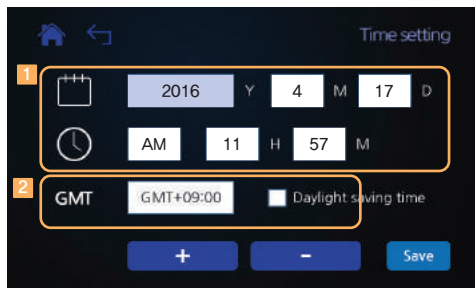 Time setting
1
2016 Y 4 M 17 D
AM 11 H 57 M
2
GMT GMT+09:00 Daylight saving time
+ - Save